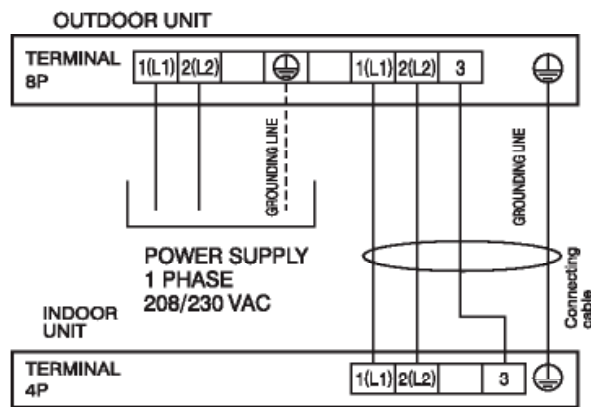 OUTDOOR UNIT
TERMINAL
8P
1(L1) 2(L2)
1(L1) 2(L2) 3
GROUNDING LINE
GROUNDING LINE
POWER SUPPLY
1 PHASE
208/230 VAC
Connecting
cable
INDOOR
UNIT
TERMINAL
4P
1(L1) 2(L2) 3